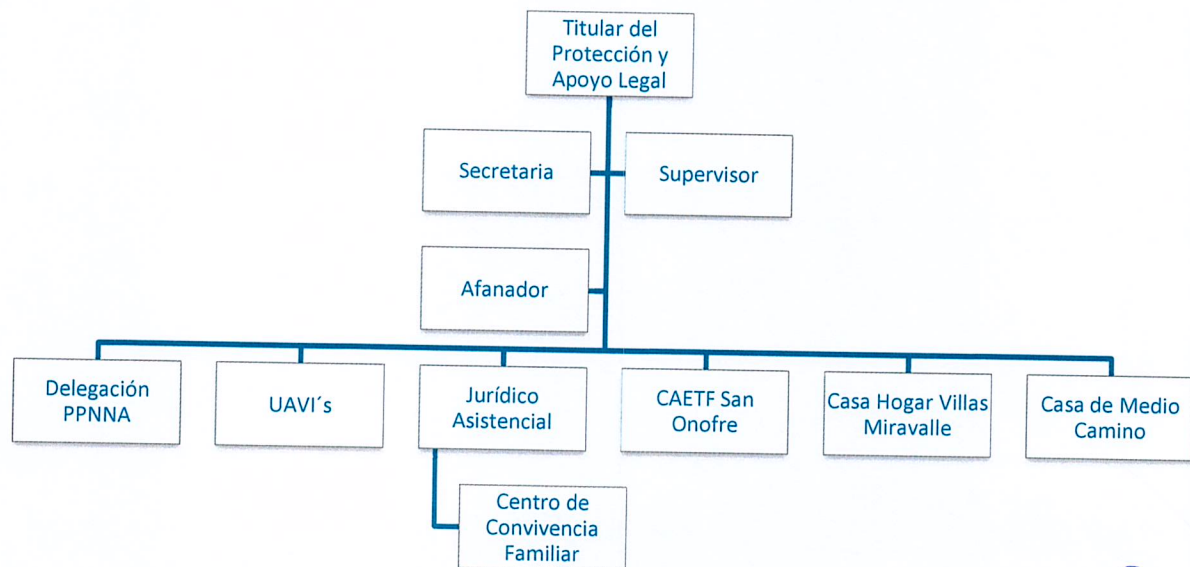 Titular del
Protección y
Apoyo Legal
Secretaria
Supervisor
Afanador
Delegación
PPNNA
UAVI´s
Jurídico
Asistencial
CAETF San
Onofre
Casa Hogar Villas
Miravalle
Casa de Medio
Camino
Centro de
Convivencia
Familiar